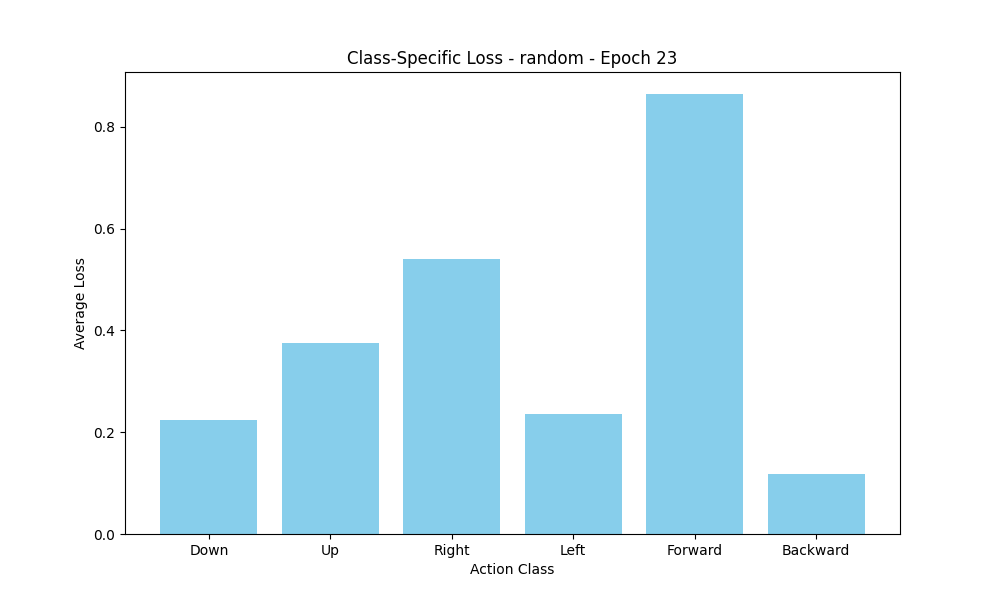 Class-Specific Loss - random - Epoch 23
Average Loss
0.8
0.6
0.4
0.2
0.0
Down Up Right Left Forward Backward
Action Class